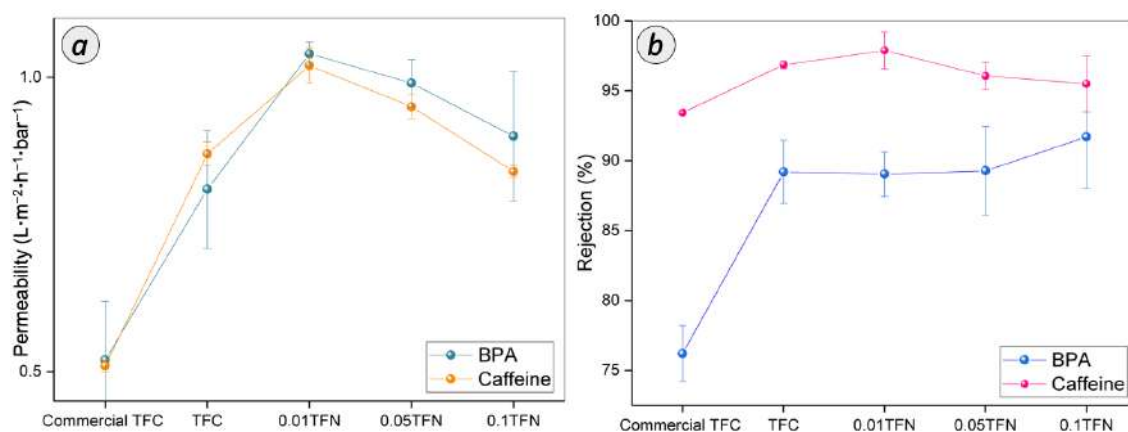 a
Permeability (L·m⁻²·h⁻¹·bar⁻¹)
1.0
0.5
BPA
Caffeine
Commercial TFC
TFC
0.01TFN
0.05TFN
0.1TFN
b
Rejection (%)
100
95
90
85
80
75
BPA
Caffeine
Commercial TFC
TFC
0.01TFN
0.05TFN
0.1TFN